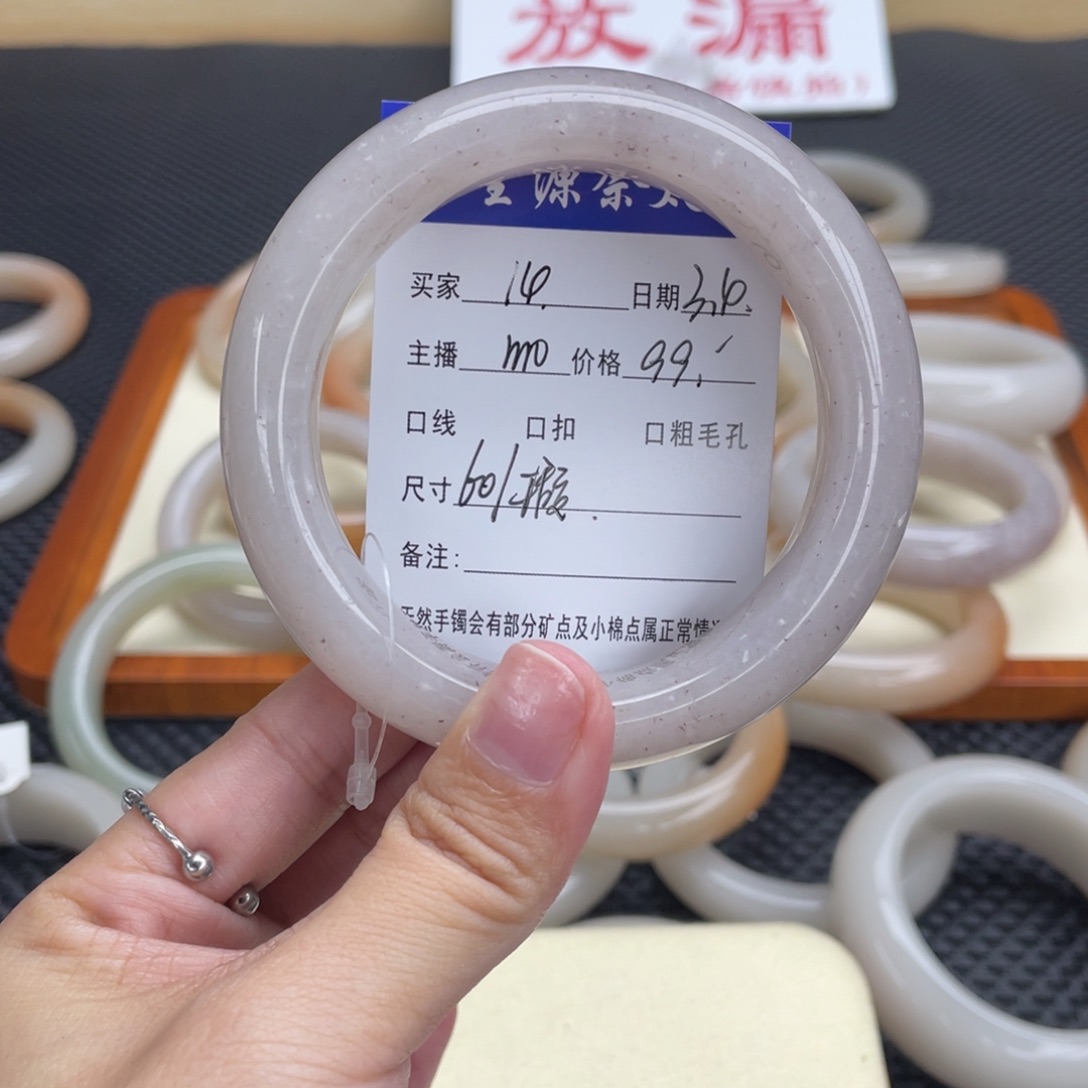 放漏
买家 14. 日期 3.6.
主播 mo 价格 99.
口线 口扣 口粗毛孔
尺寸 60/
备注:
天然手镯会有部分矿点及小棉点属正常情